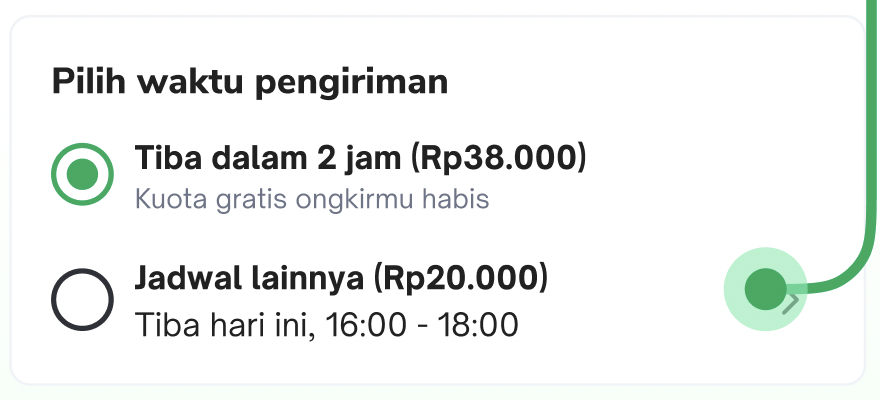 Pilih waktu pengiriman
Tiba dalam 2 jam (Rp38.000)
Kuota gratis ongkirmu habis
Jadwal lainnya (Rp20.000)
Tiba hari ini, 16:00 - 18:00